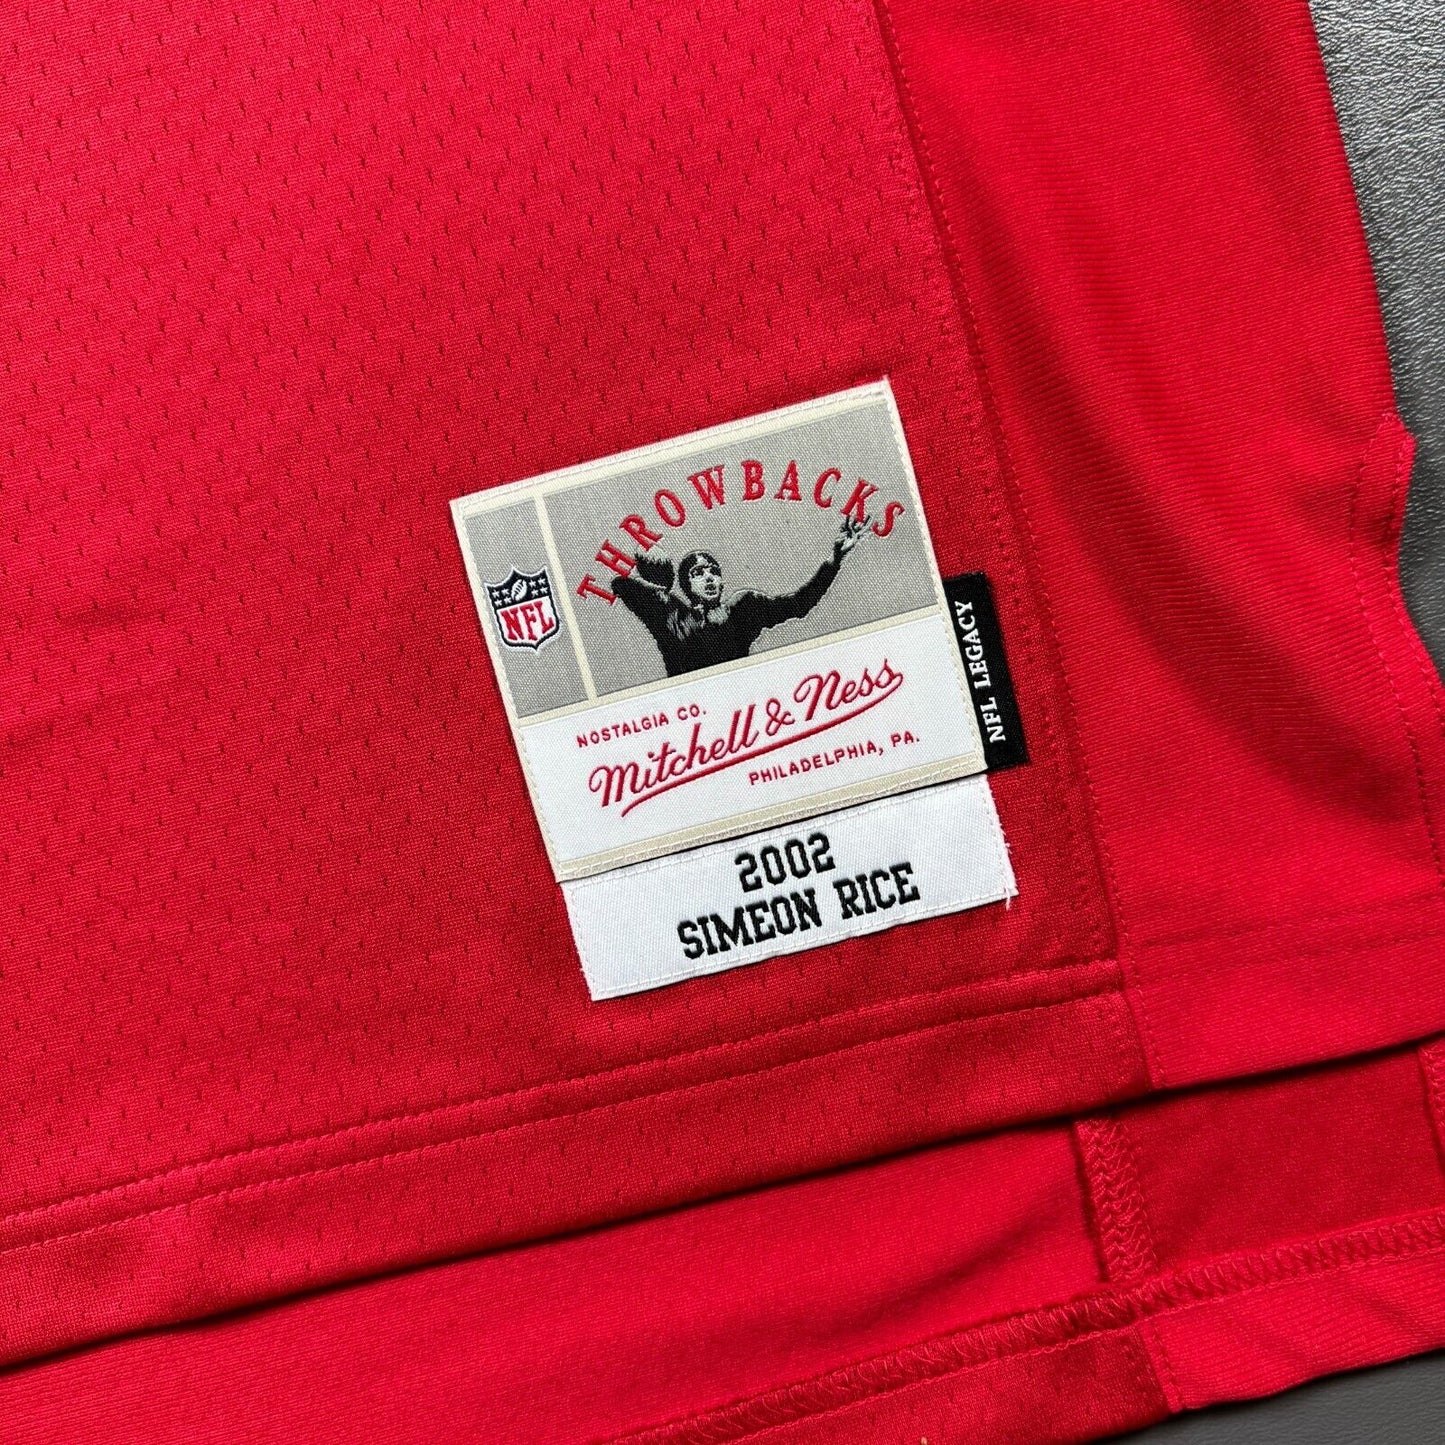 THROWBACKS
NFL
NOSTALGIA CO.
Mitchell & Ness
PHILADELPHIA, PA.
NFL LEGACY
2002
SIMEON RICE